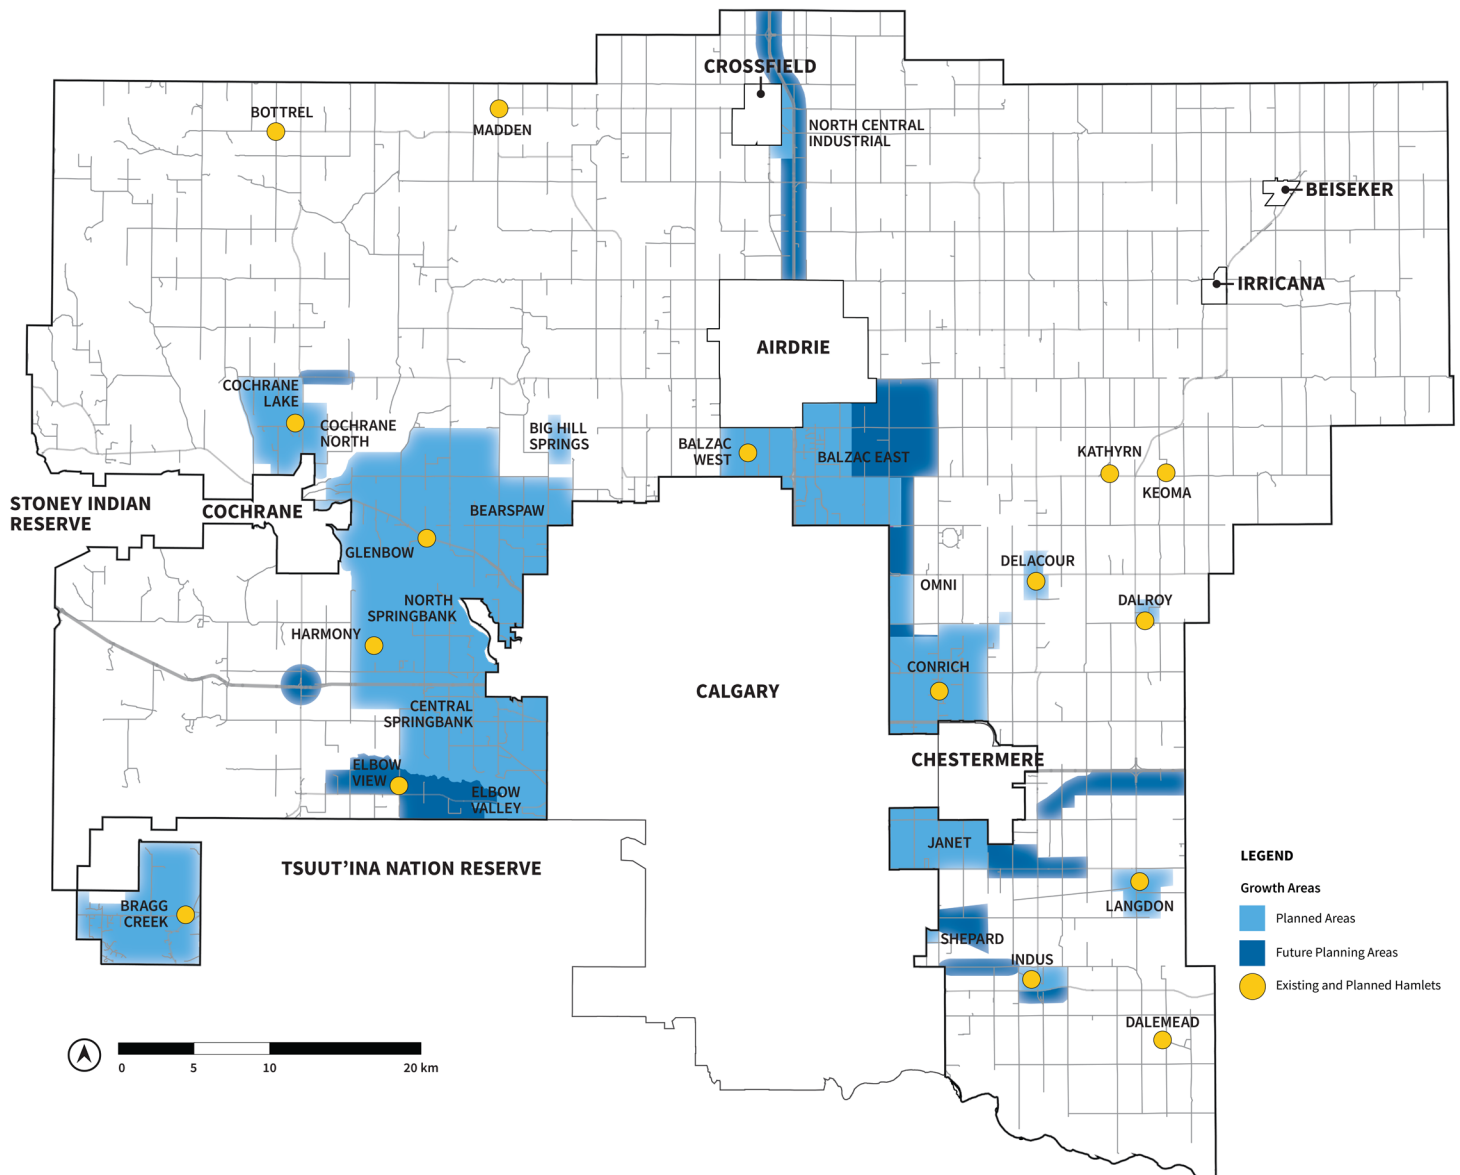 CROSSFIELD
BOTTREL
MADDEN
NORTH CENTRAL
INDUSTRIAL
BEISEKER
IRRICANA
AIRDRIE
COCHRANE
LAKE
COCHRANE
NORTH
BIG HILL
SPRINGS
BALZAC
WEST
BALZAC EAST
KATHYRN
KEOMA
STONEY INDIAN
RESERVE
COCHRANE
BEARSPAW
GLENBOW
DELACOUR
OMNI
DALROY
NORTH
SPRINGBANK
HARMONY
CONRICH
CALGARY
CENTRAL
SPRINGBANK
CHESTERMERE
ELBOW
VIEW
ELBOW
VALLEY
JANET
TSUUT’INA NATION RESERVE
LANGDON
BRAGG
CREEK
SHEPARD
INDUS
DALEMEAD
LEGEND
Growth Areas
Planned Areas
Future Planning Areas
Existing and Planned Hamlets
0 5 10 20 km